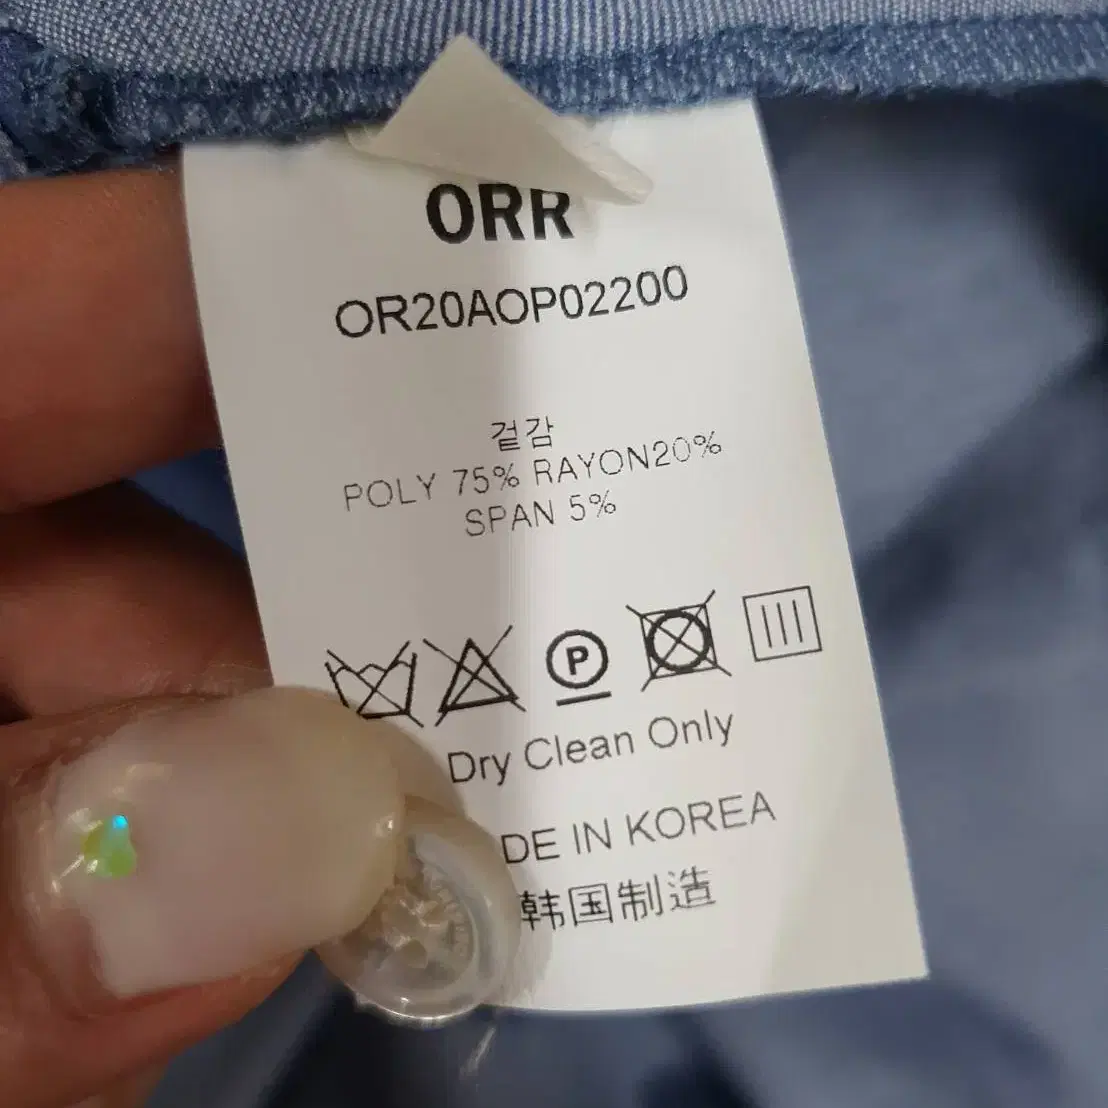 ORR
OR20AOP02200
겉감
POLY 75% RAYON20%
SPAN 5%
P
Dry Clean Only
DE IN KOREA
韩国制造